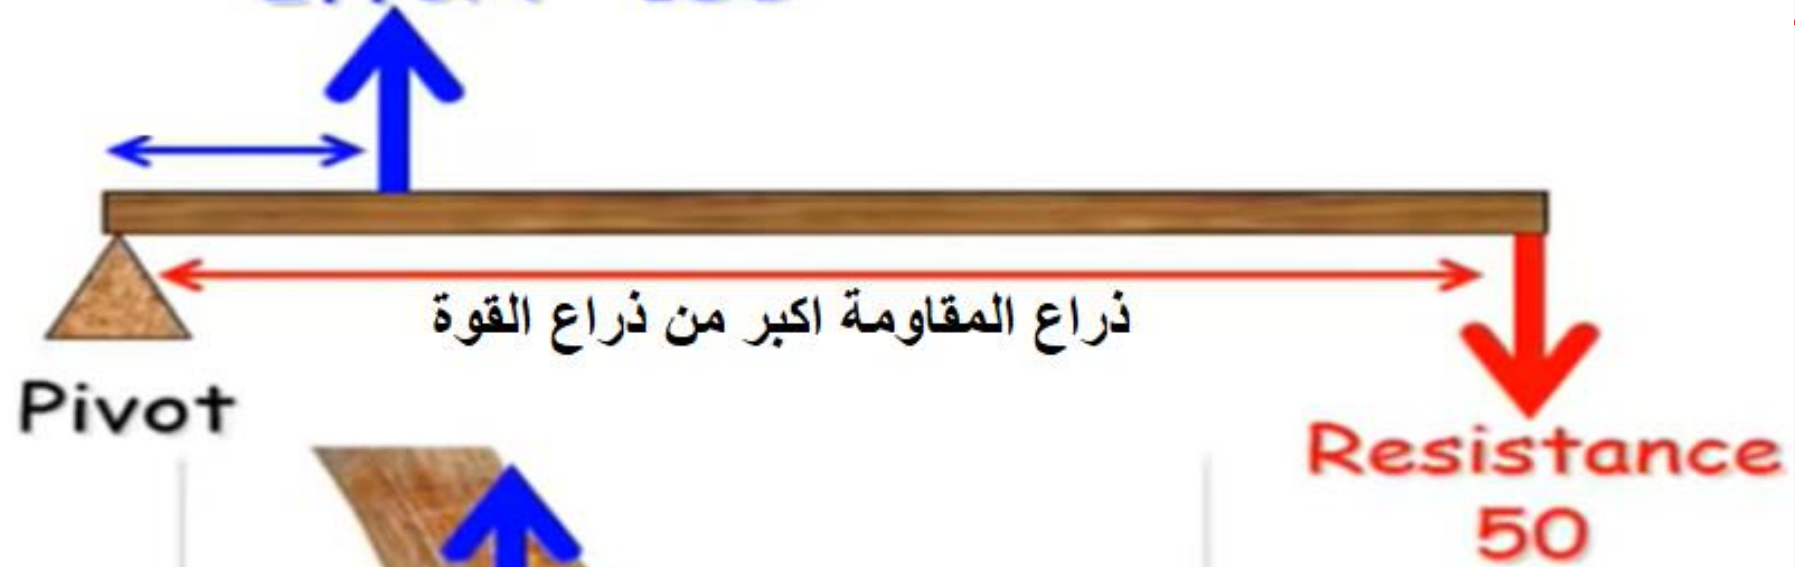 ذراع المقاومة اكبر من ذراع القوة
Pivot
Resistance
50